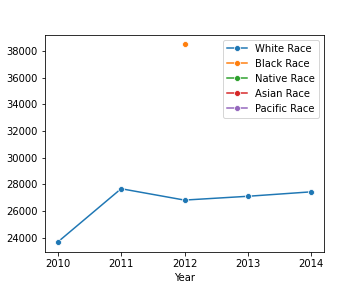 38000
36000
34000
32000
30000
28000
26000
24000
White Race
Black Race
Native Race
Asian Race
Pacific Race
2010 2011 2012 2013 2014
Year